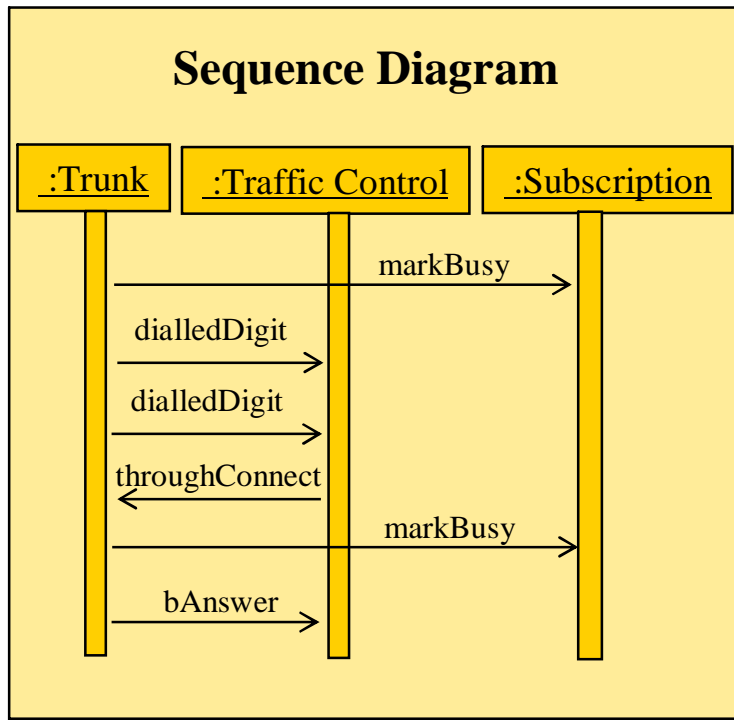 Sequence Diagram
:Trunk
:Traffic Control
:Subscription
markBusy
dialledDigit
dialledDigit
throughConnect
markBusy
bAnswer